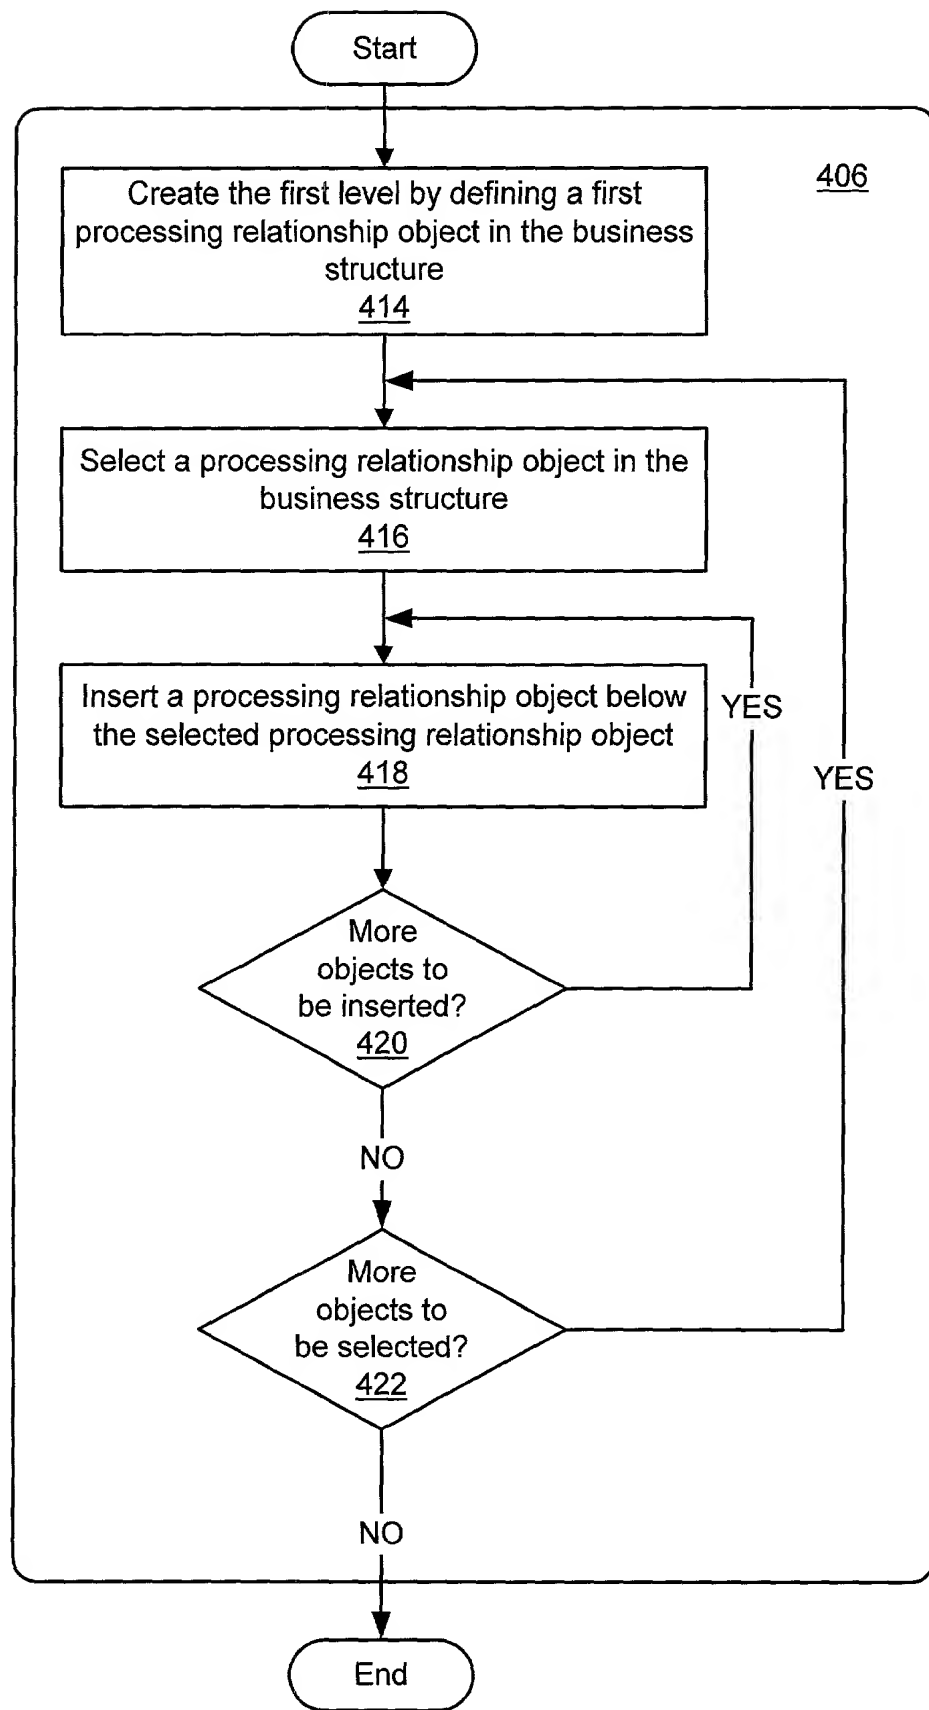 Start
406
Create the first level by defining a first
processing relationship object in the business
structure
414
Select a processing relationship object in the
business structure
416
Insert a processing relationship object below
the selected processing relationship object
418
YES
YES
More
objects to
be inserted?
420
NO
More
objects to
be selected?
422
NO
End